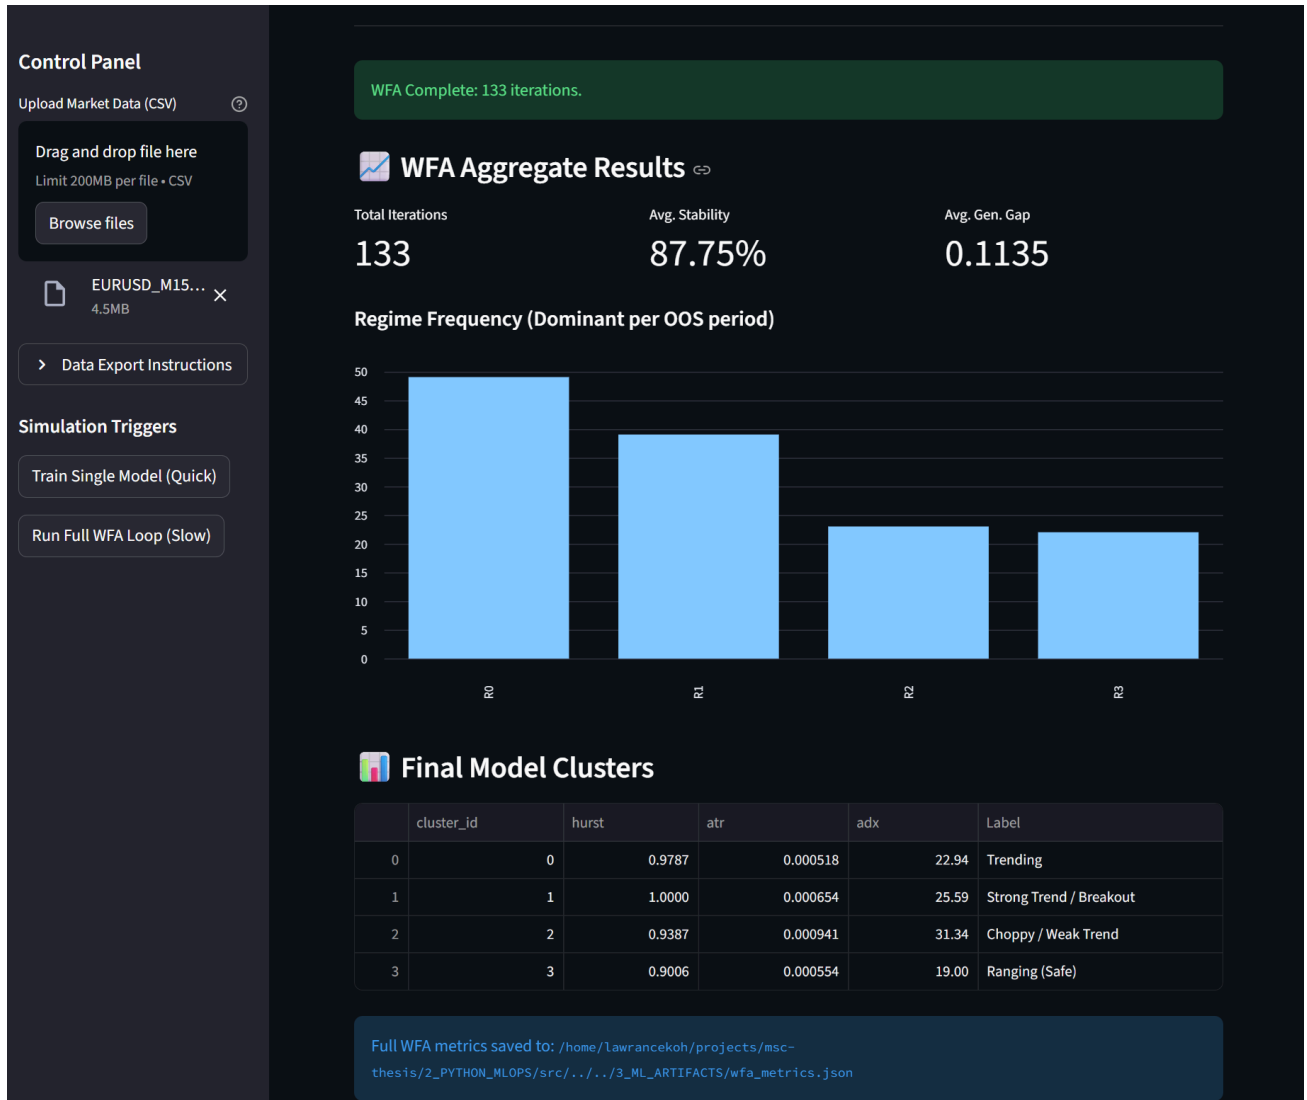 Control Panel
Upload Market Data (CSV)
Drag and drop file here
Limit 200MB per file • CSV
Browse files
EURUSD_M15...
4.5MB
Data Export Instructions
Simulation Triggers
Train Single Model (Quick)
Run Full WFA Loop (Slow)
WFA Complete: 133 iterations.
WFA Aggregate Results
Total Iterations Avg. Stability Avg. Gen. Gap
133 87.75% 0.1135
Regime Frequency (Dominant per OOS period)
50
45
40
35
30
25
20
15
10
5
0
R0 R1 R2 R3
Final Model Clusters
cluster_id hurst atr adx Label
0 0 0.9787 0.000518 22.94 Trending
1 1 1.0000 0.000654 25.59 Strong Trend / Breakout
2 2 0.9387 0.000941 31.34 Choppy / Weak Trend
3 3 0.9006 0.000554 19.00 Ranging (Safe)
Full WFA metrics saved to: /home/lawrancekoh/projects/msc-
thesis/2_PYTHON_MLOPS/src/../../3_ML_ARTIFACTS/wfa_metrics.json